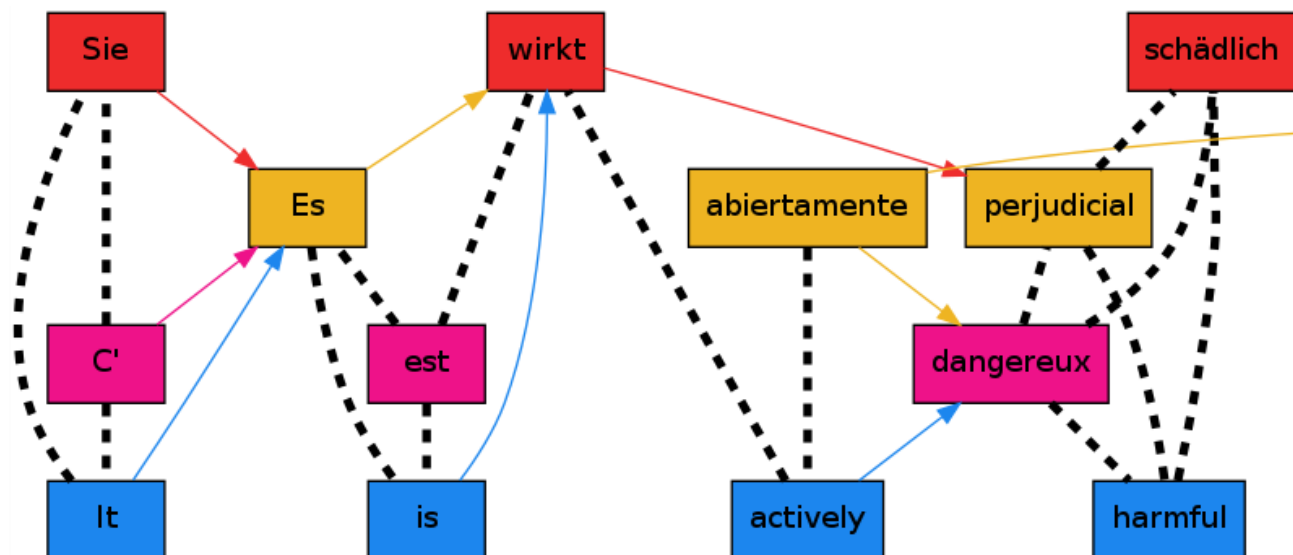 Sie wirkt schädlich
Es abiertamente perjudicial
C' est dangereux
It is actively harmful